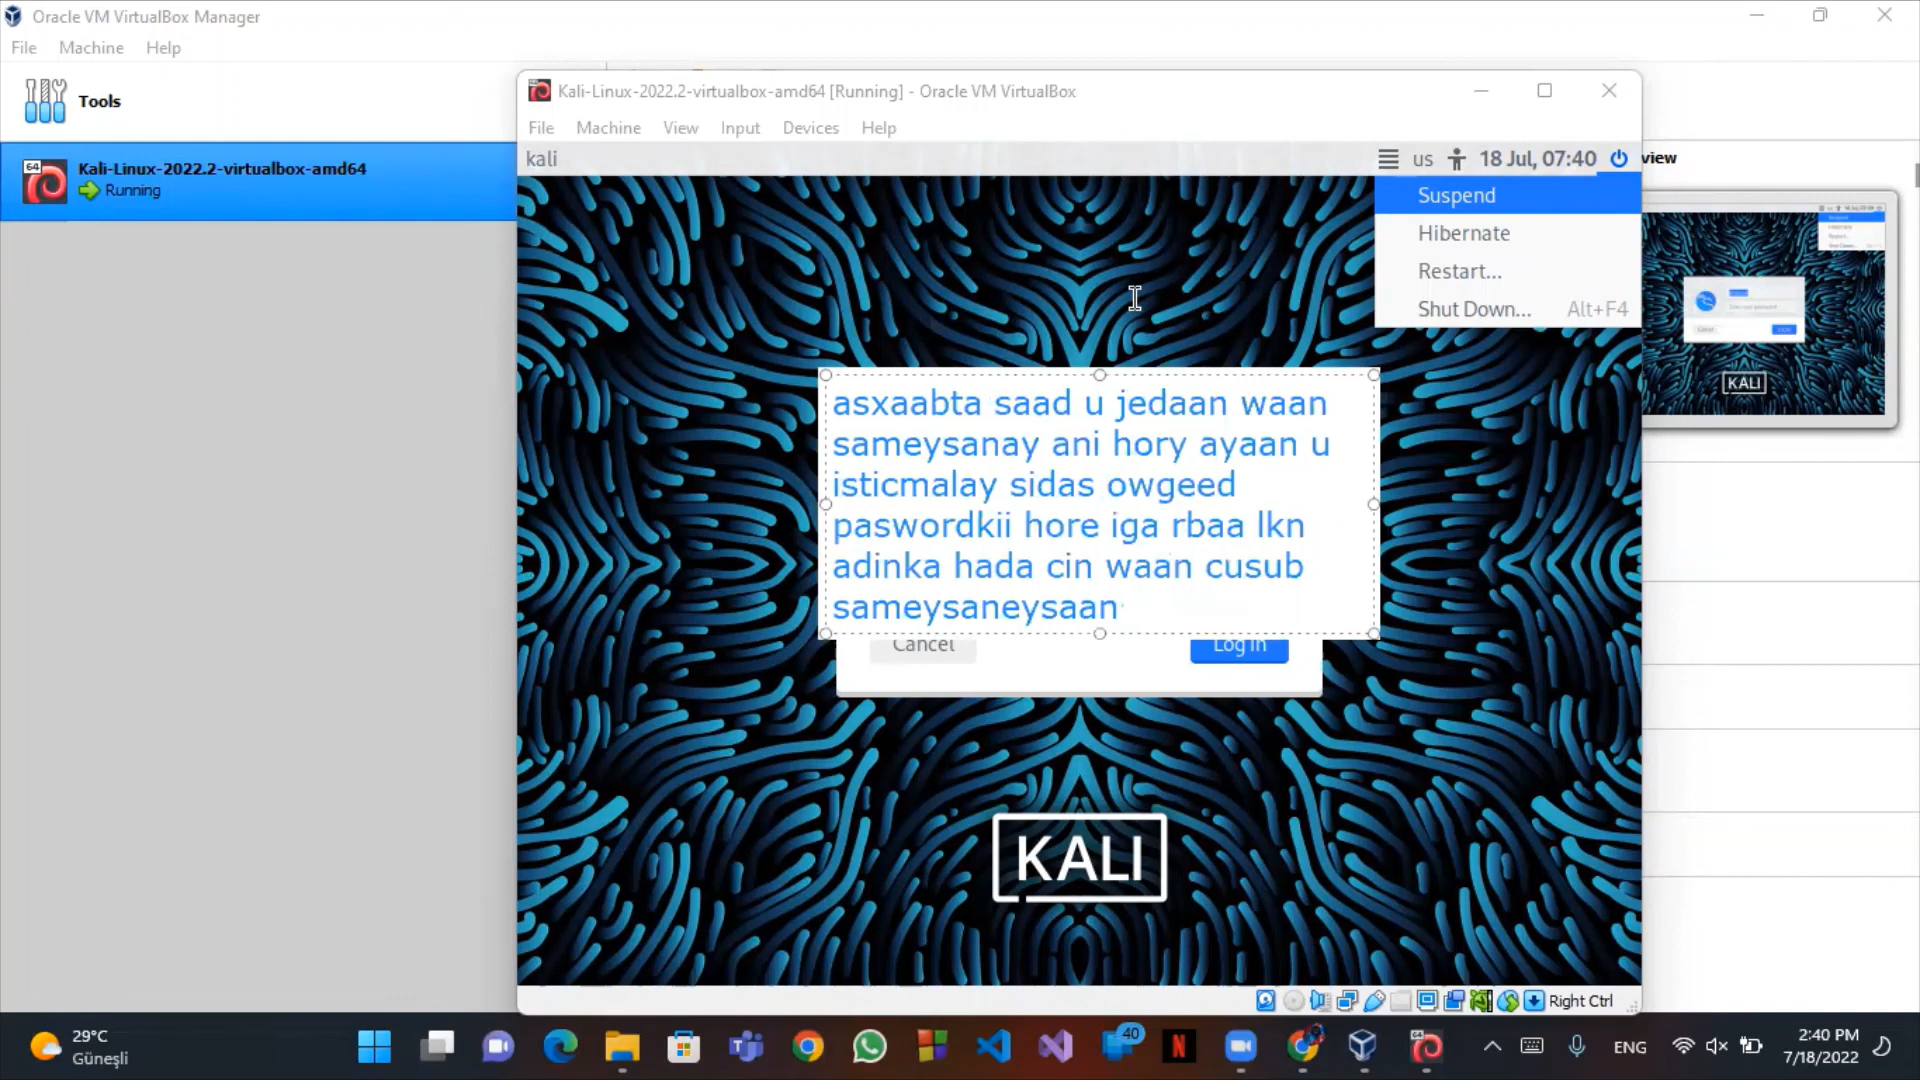 Oracle VM VirtualBox Manager
File Machine Help
Tools
Kali-Linux-2022.2-virtualbox-amd64
Running
64
Kali-Linux-2022.2-virtualbox-amd64 [Running] - Oracle VM VirtualBox
File Machine View Input Devices Help
kali us 18 Jul, 07:40
view
Suspend
Hibernate
Restart...
Shut Down... Alt+F4
asxaabta saad u jedaan waan
sameysanay ani hory ayaan u
isticmalay sidas owgeed
paswordkii hore iga rbaa lkn
adinka hada cin waan cusub
sameysaneysaan
Cancel Log In
KALI
KALI
Right Ctrl
29°C
Güneşli
40
N
ENG
2:40 PM
7/18/2022